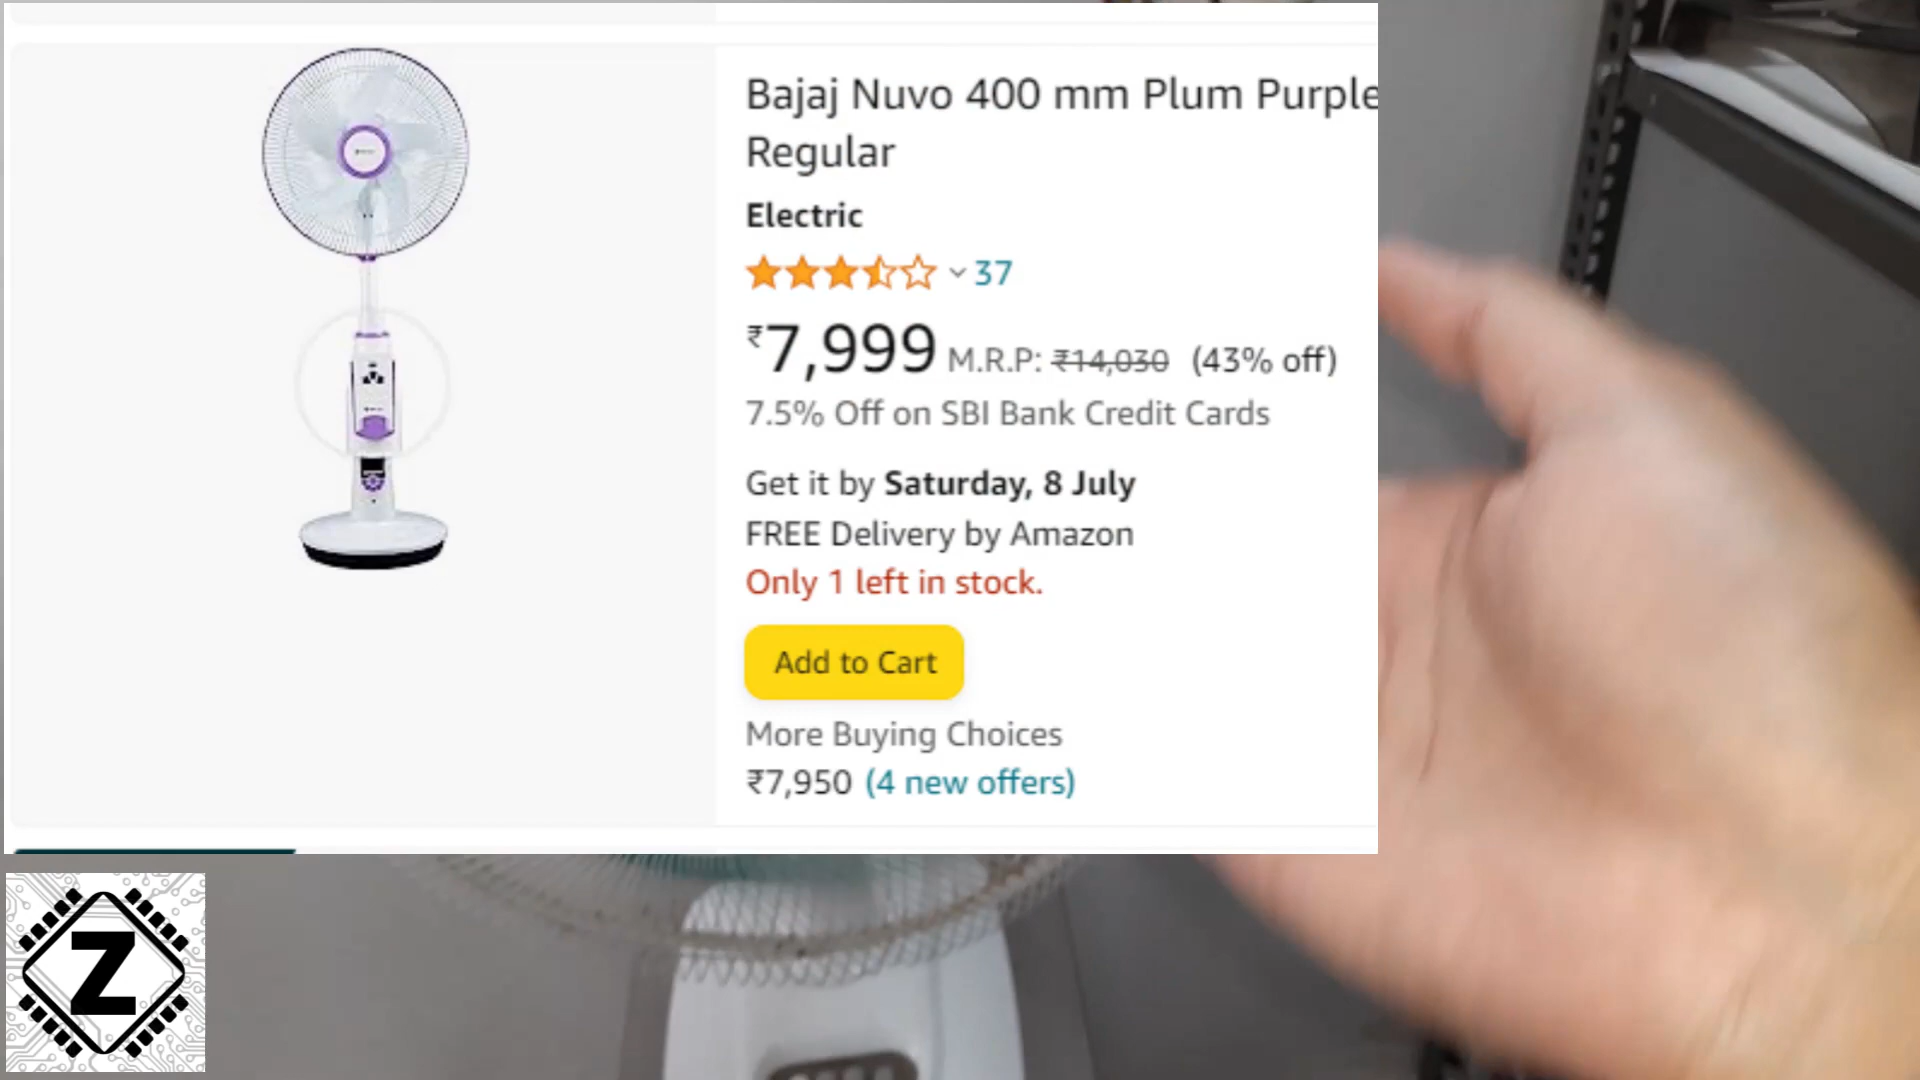 Bajaj Nuvo 400 mm Plum Purple
Regular
Electric
37
₹7,999 M.R.P: ₹14,030 (43% off)
7.5% Off on SBI Bank Credit Cards
Get it by Saturday, 8 July
FREE Delivery by Amazon
Only 1 left in stock.
Add to Cart
More Buying Choices
₹7,950 (4 new offers)
Z